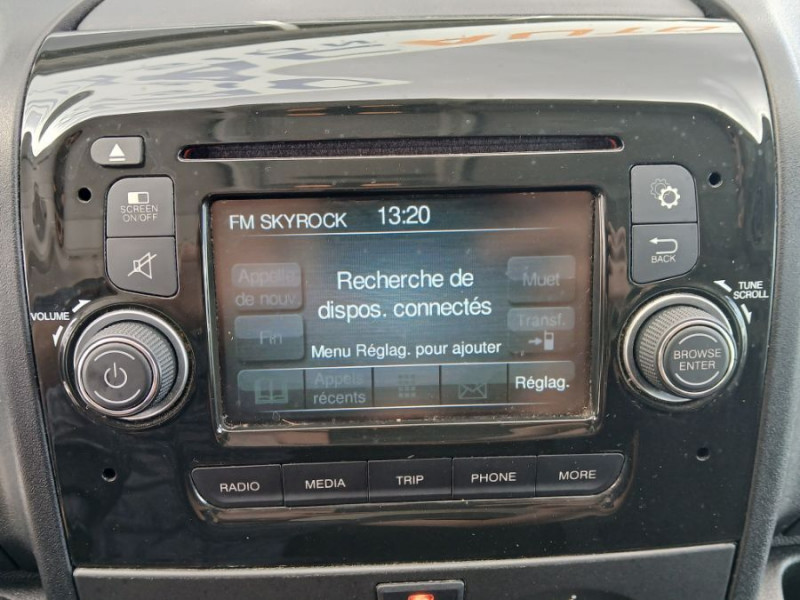 SCREEN
ON/OFF
VOLUME
FM SKYROCK 13:20
Appelle
de nouv.
Recherche de
dispos. connectés
Muet
Fin
Transf.
Menu Réglag. pour ajouter
Appels
récents
Réglag.
BACK
TUNE
SCROLL
BROWSE
ENTER
RADIO
MEDIA
TRIP
PHONE
MORE